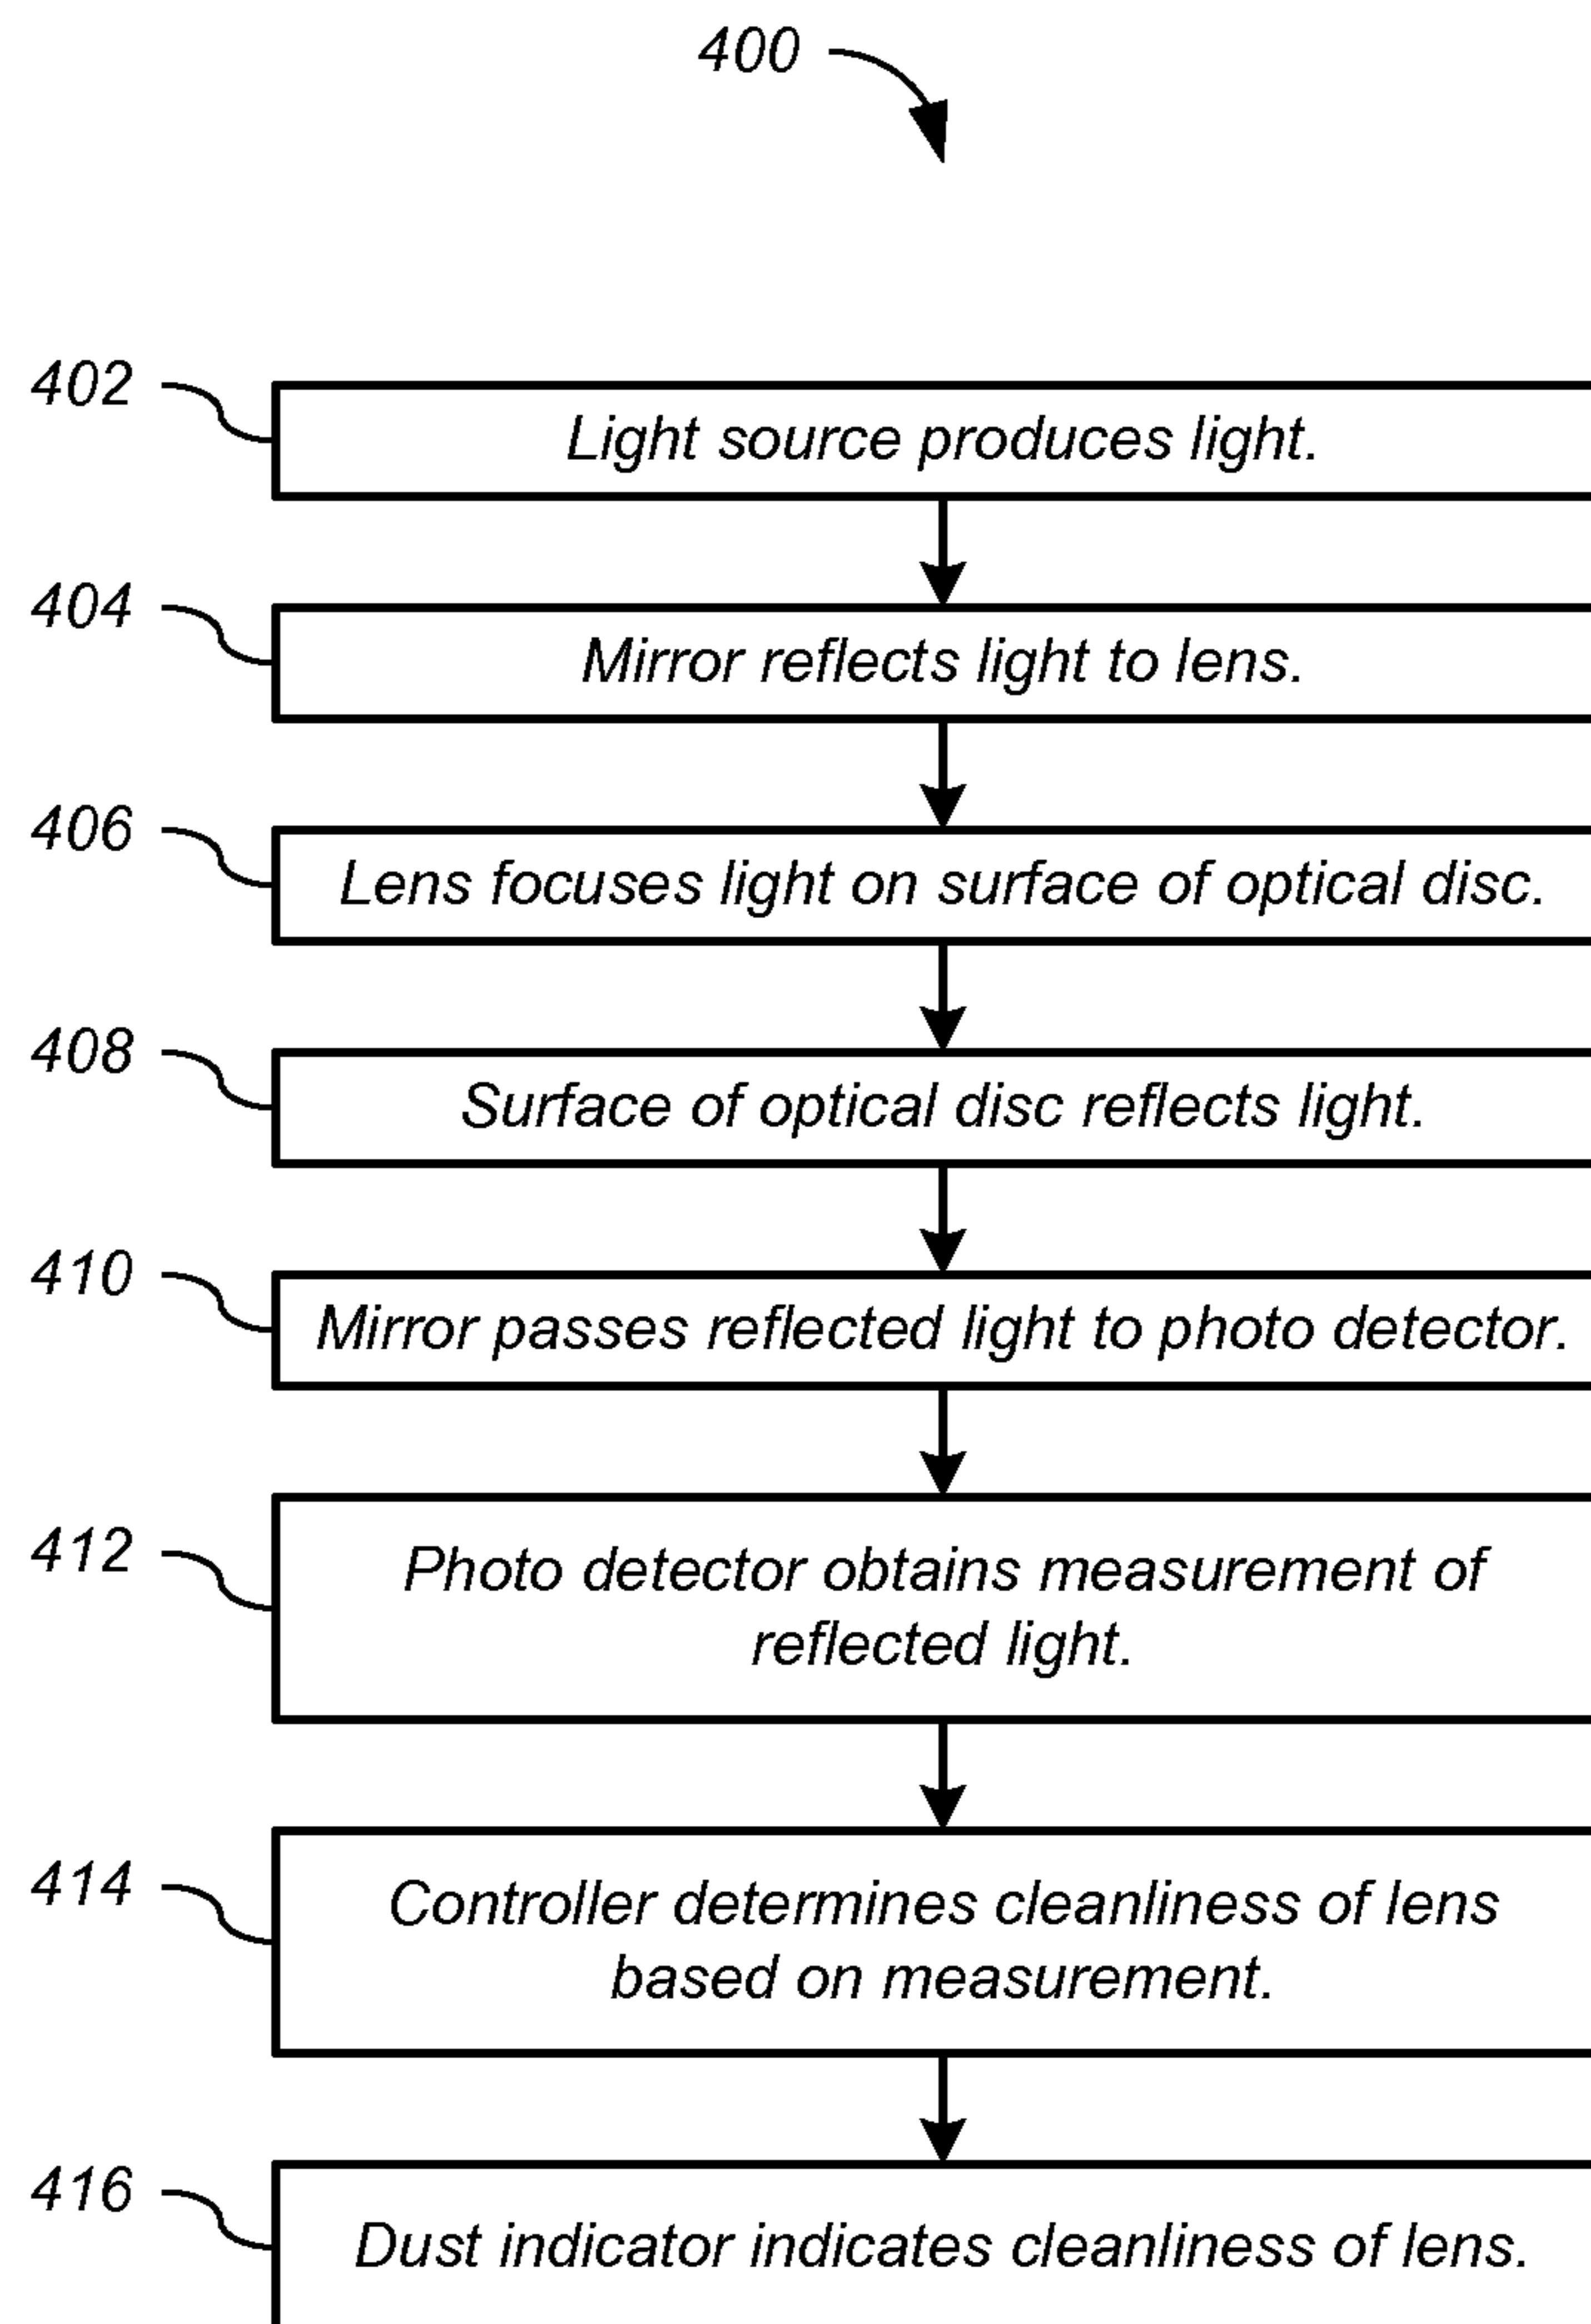 400
402
Light source produces light.
404
Mirror reflects light to lens.
406
Lens focuses light on surface of optical disc.
408
Surface of optical disc reflects light.
410
Mirror passes reflected light to photo detector.
412
Photo detector obtains measurement of
reflected light.
414
Controller determines cleanliness of lens
based on measurement.
416
Dust indicator indicates cleanliness of lens.